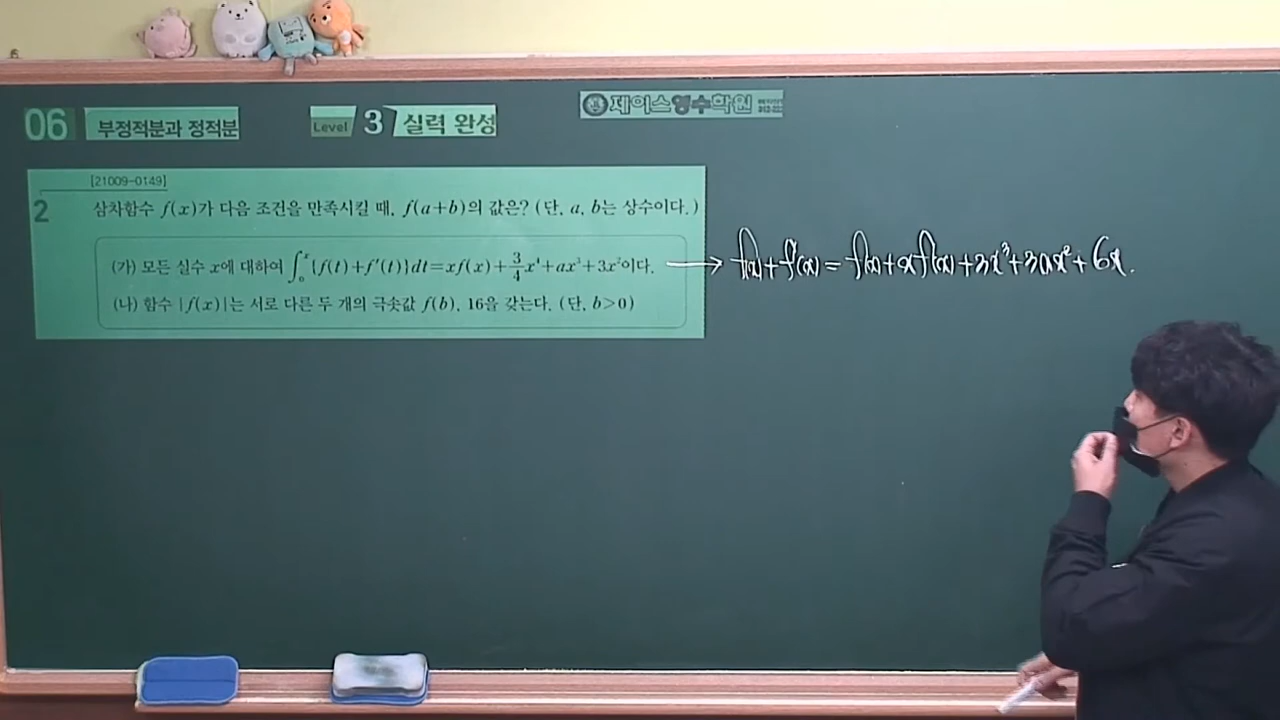 06 부정적분과 정적분 Level 3 실력 완성 제이스영수학원
[21009-0149]
2 삼차함수 f(x)가 다음 조건을 만족시킬 때, f(a+b)의 값은? (단, a, b는 상수이다.)
(가) 모든 실수 x에 대하여 ∫₀ˣ{f(t)+f′(t)}dt=xf(x)+3/4x⁴+ax³+3x²이다. → f(x)+f′(x)=f(x)+xf′(x)+3x³+3ax²+6x.
(나) 함수 |f(x)|는 서로 다른 두 개의 극솟값 f(b), 16을 갖는다. (단, b>0)